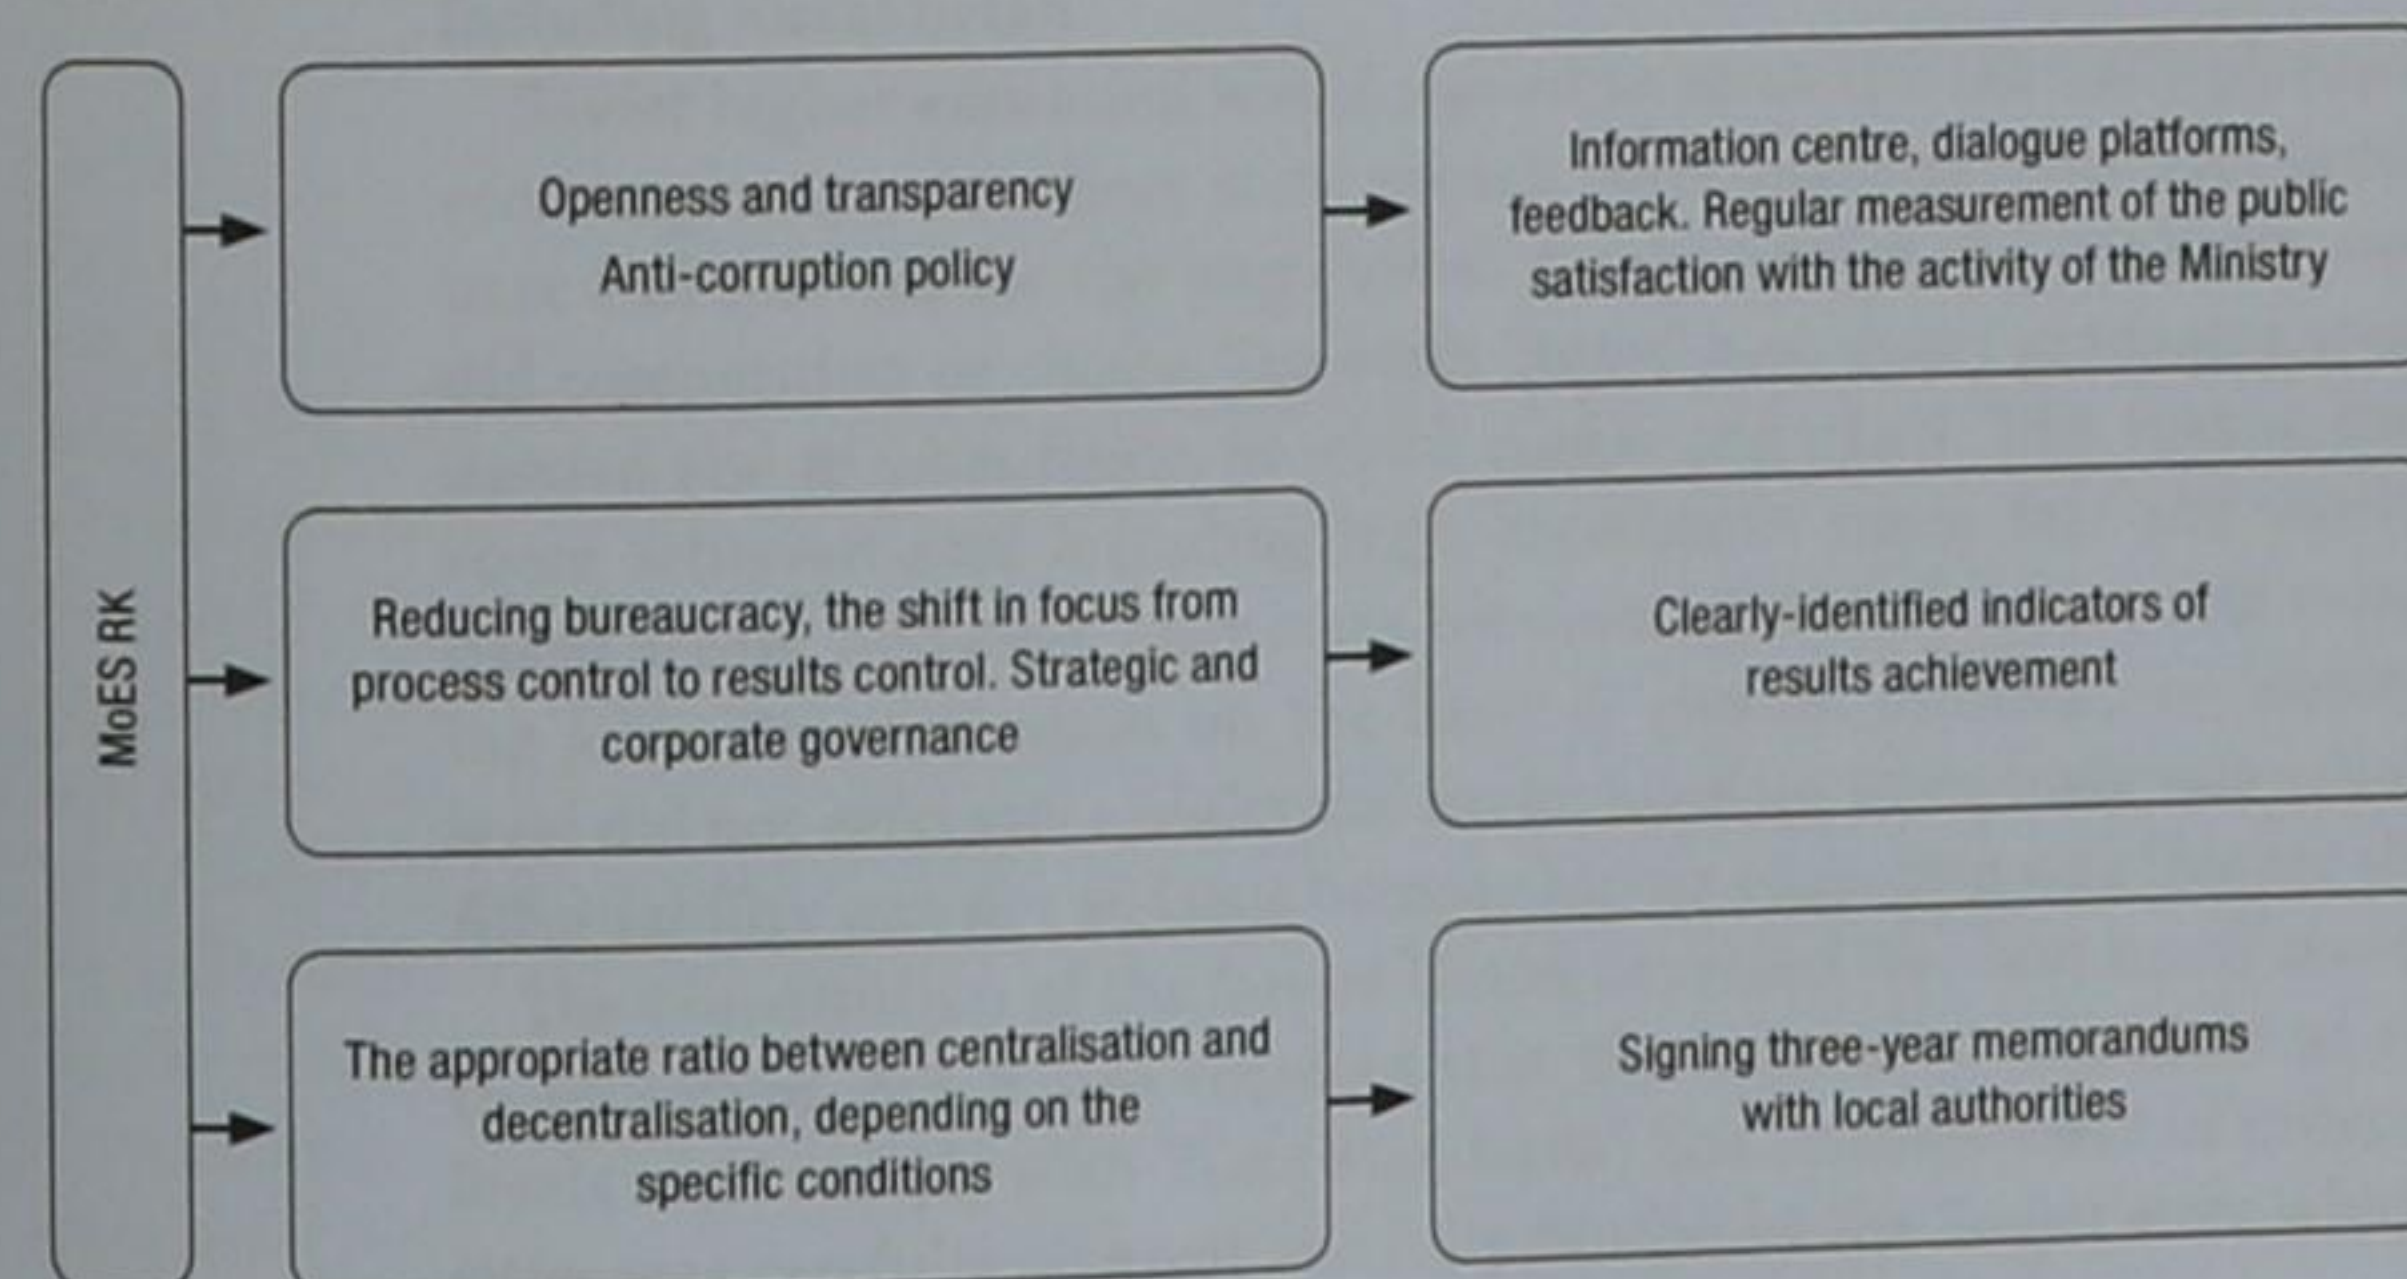 MoES RK
Openness and transparency
Anti-corruption policy
Information centre, dialogue platforms,
feedback. Regular measurement of the public
satisfaction with the activity of the Ministry
Reducing bureaucracy, the shift in focus from
process control to results control. Strategic and
corporate governance
Clearly-identified indicators of
results achievement
The appropriate ratio between centralisation and
decentralisation, depending on the
specific conditions
Signing three-year memorandums
with local authorities